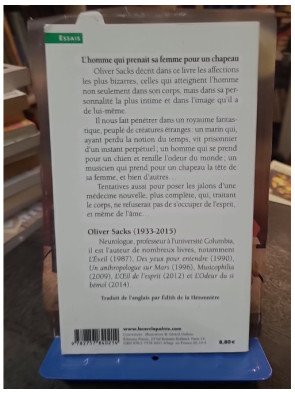 ESSAIS
L'homme qui prenait sa femme pour un chapeau
Oliver Sacks décrit dans ce livre les affections
les plus bizarres, celles qui atteignent l'homme
non seulement dans son corps, mais dans sa per-
sonnalité la plus intime et dans l'image qu'il a
de lui-même.
Il nous fait pénétrer dans un royaume fantas-
tique, peuplé de créatures étranges : un marin qui,
ayant perdu la notion du temps, vit prisonnier
d'un instant perpétuel ; un homme qui se prend
pour un chien et renifle l'odeur du monde ; un
musicien qui prend pour un chapeau la tête de
sa femme, et bien d'autres…
Tentatives aussi pour poser les jalons d'une
médecine nouvelle, plus complète, qui, traitant
le corps, ne refuserait pas de s'occuper de l'esprit,
et même de l'âme…
Oliver Sacks (1933-2015)
Neurologue, professeur à l'université Columbia,
il est l'auteur de nombreux livres, notamment
L'Éveil (1987), Des yeux pour entendre (1990),
Un anthropologue sur Mars (1996), Musicophilia
(2009), L'Œil de l'esprit (2012) et L'Odeur du si
bémol (2014).
Traduit de l'anglais par Édith de la Héronnière
www.lecerclepoints.com
8,80 €